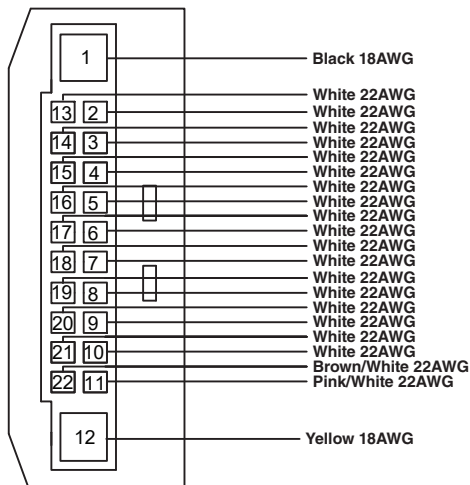 1
Black 18AWG
White 22AWG
13 2 White 22AWG
White 22AWG
14 3 White 22AWG
White 22AWG
15 4 White 22AWG
White 22AWG
16 5 White 22AWG
White 22AWG
17 6 White 22AWG
White 22AWG
18 7 White 22AWG
White 22AWG
19 8 White 22AWG
White 22AWG
20 9 White 22AWG
White 22AWG
21 10 White 22AWG
Brown/White 22AWG
22 11 Pink/White 22AWG
12 Yellow 18AWG